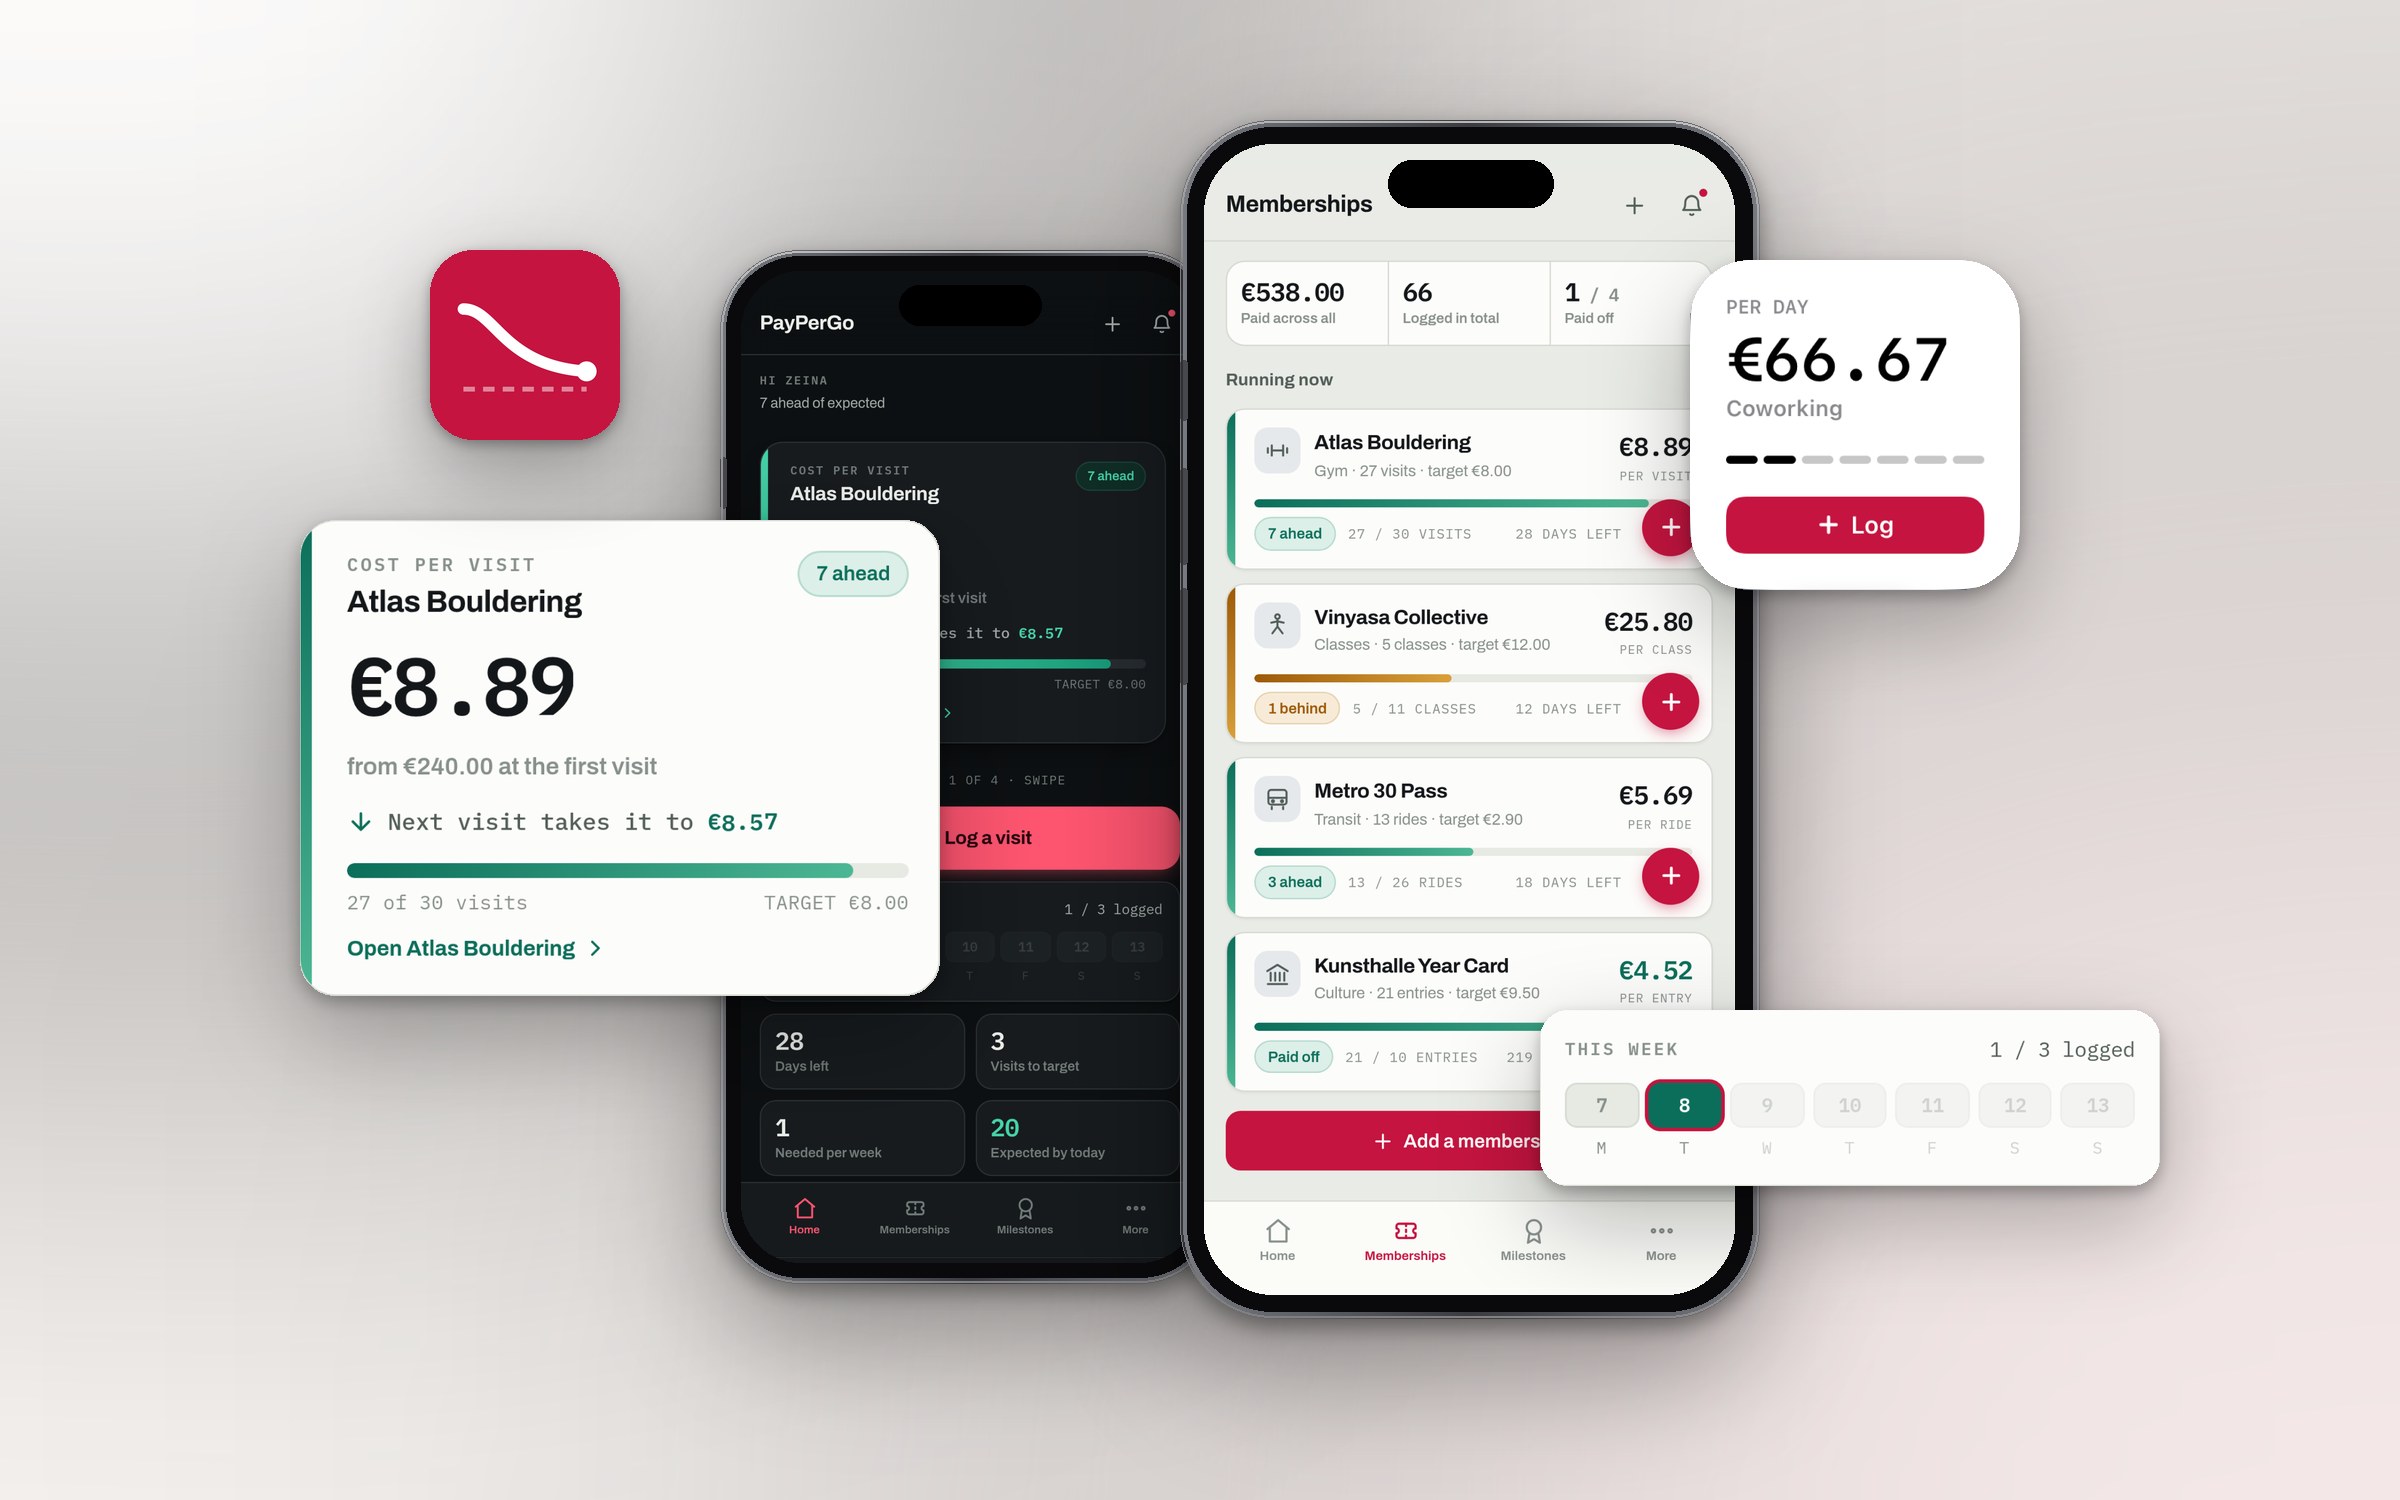 PayPerGo
HI ZEINA
7 ahead of expected
COST PER VISIT
7 ahead
Atlas Bouldering
rst visit
es it to €8.57
TARGET €8.00
1 OF 4 · SWIPE
Log a visit
1 / 3 logged
10 11 12 13
T F S S
28
Days left
3
Visits to target
1
Needed per week
20
Expected by today
Home
Memberships
Milestones
More
COST PER VISIT
7 ahead
Atlas Bouldering
€8.89
from €240.00 at the first visit
Next visit takes it to €8.57
27 of 30 visits
TARGET €8.00
Open Atlas Bouldering
Memberships
€538.00
Paid across all
66
Logged in total
1 / 4
Paid off
Running now
Atlas Bouldering
€8.89
Gym · 27 visits · target €8.00
PER VISIT
7 ahead
27 / 30 VISITS
28 DAYS LEFT
Vinyasa Collective
€25.80
Classes · 5 classes · target €12.00
PER CLASS
1 behind
5 / 11 CLASSES
12 DAYS LEFT
Metro 30 Pass
€5.69
Transit · 13 rides · target €2.90
PER RIDE
3 ahead
13 / 26 RIDES
18 DAYS LEFT
Kunsthalle Year Card
€4.52
Culture · 21 entries · target €9.50
PER ENTRY
Paid off
21 / 10 ENTRIES
219
+ Add a members
Home
Memberships
Milestones
More
PER DAY
€66.67
Coworking
+ Log
THIS WEEK
1 / 3 logged
7 8 9 10 11 12 13
M T W T F S S